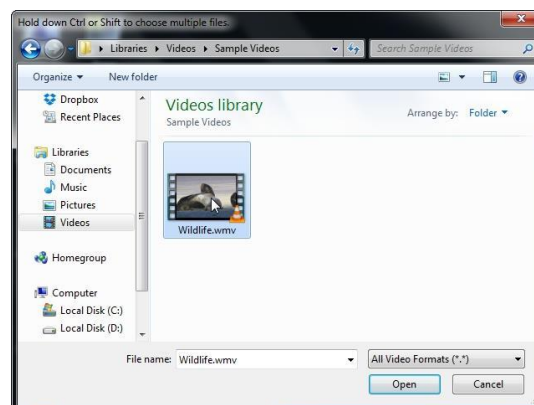 Hold down Ctrl or Shift to choose multiple files.
Libraries Videos Sample Videos
Search Sample Videos
Organize New folder
Dropbox
Recent Places
Libraries
Documents
Music
Pictures
Videos
Homegroup
Computer
Local Disk (C:)
Local Disk (D:)
Videos library
Sample Videos
Arrange by: Folder
Wildlife.wmv
File name: Wildlife.wmv
All Video Formats (*.*)
Open Cancel